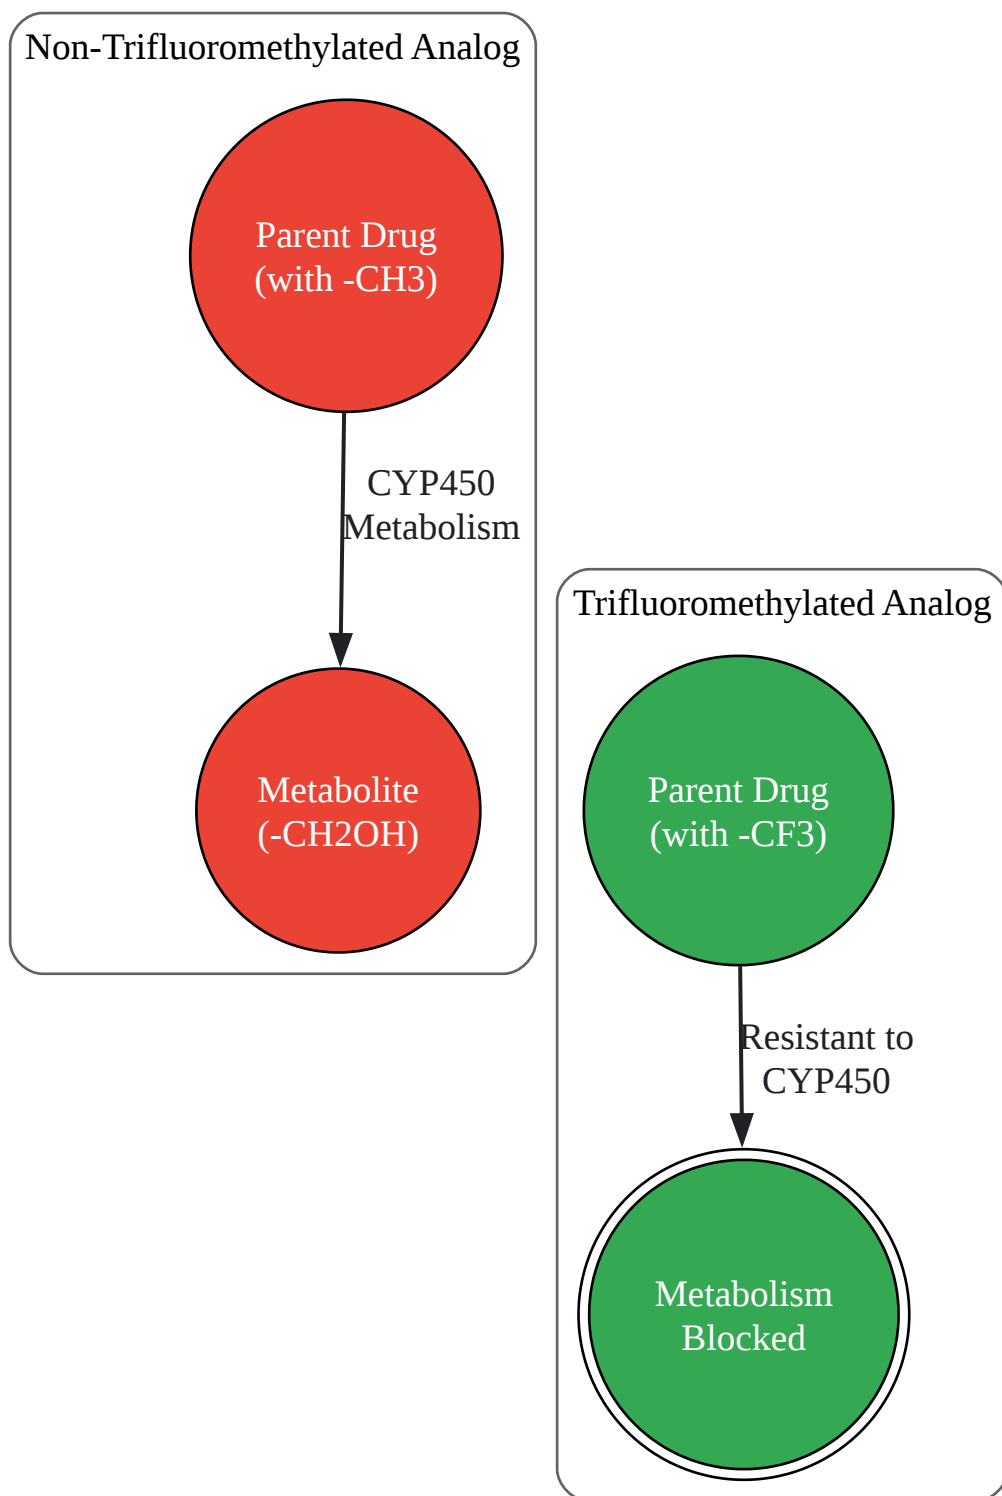 Non-Trifluoromethylated Analog
Parent Drug
(with -CH3)
CYP450
Metabolism
Metabolite
(-CH2OH)
Trifluoromethylated Analog
Parent Drug
(with -CF3)
Resistant to
CYP450
Metabolism
Blocked